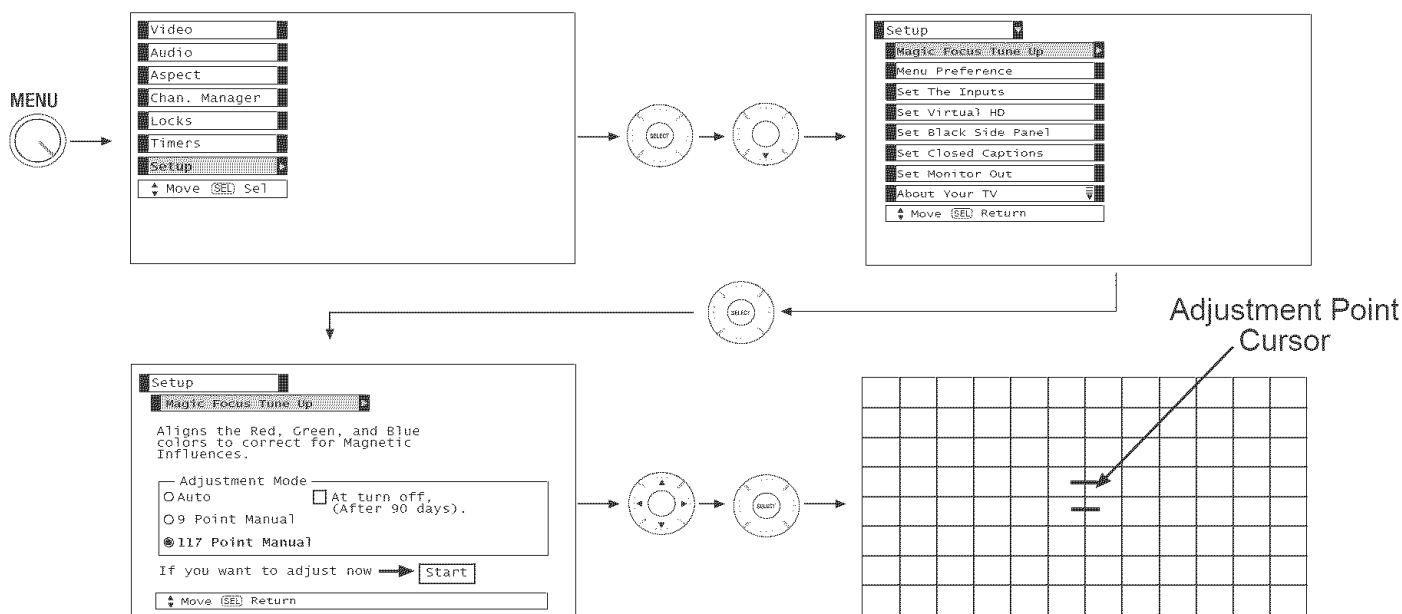 MENU
Video
Audio
Aspect
Chan. Manager
Locks
Timers
Setup
Move SEL Sel
SELECT
Setup
Magic Focus Tune Up
Menu Preference
Set The Inputs
Set Virtual HD
Set Black Side Panel
Set Closed Captions
Set Monitor Out
About Your TV
Move SEL Return
SELECT
Setup
Magic Focus Tune Up
Aligns the Red, Green, and Blue
colors to correct for Magnetic
Influences.
Adjustment Mode
Auto
At turn off,
(After 90 days).
9 Point Manual
117 Point Manual
If you want to adjust now Start
Move SEL Return
SELECT
Adjustment Point
Cursor